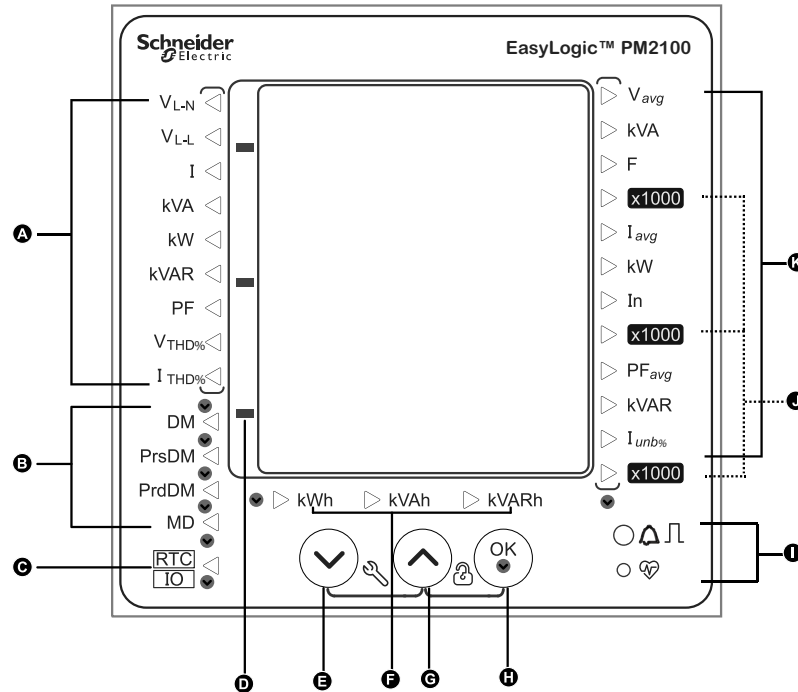 Schneider
Electric
EasyLogic™ PM2100
VL-N
VL-L
I
kVA
kW
kVAR
PF
VTHD%
I THD%
DM
PrsDM
PrdDM
MD
RTC
IO
Vavg
kVA
F
x1000
Iavg
kW
In
x1000
PFavg
kVAR
Iunb%
x1000
kWh
kVAh
kVARh
OK
A
B
C
D
E
F
G
H
I
J
K